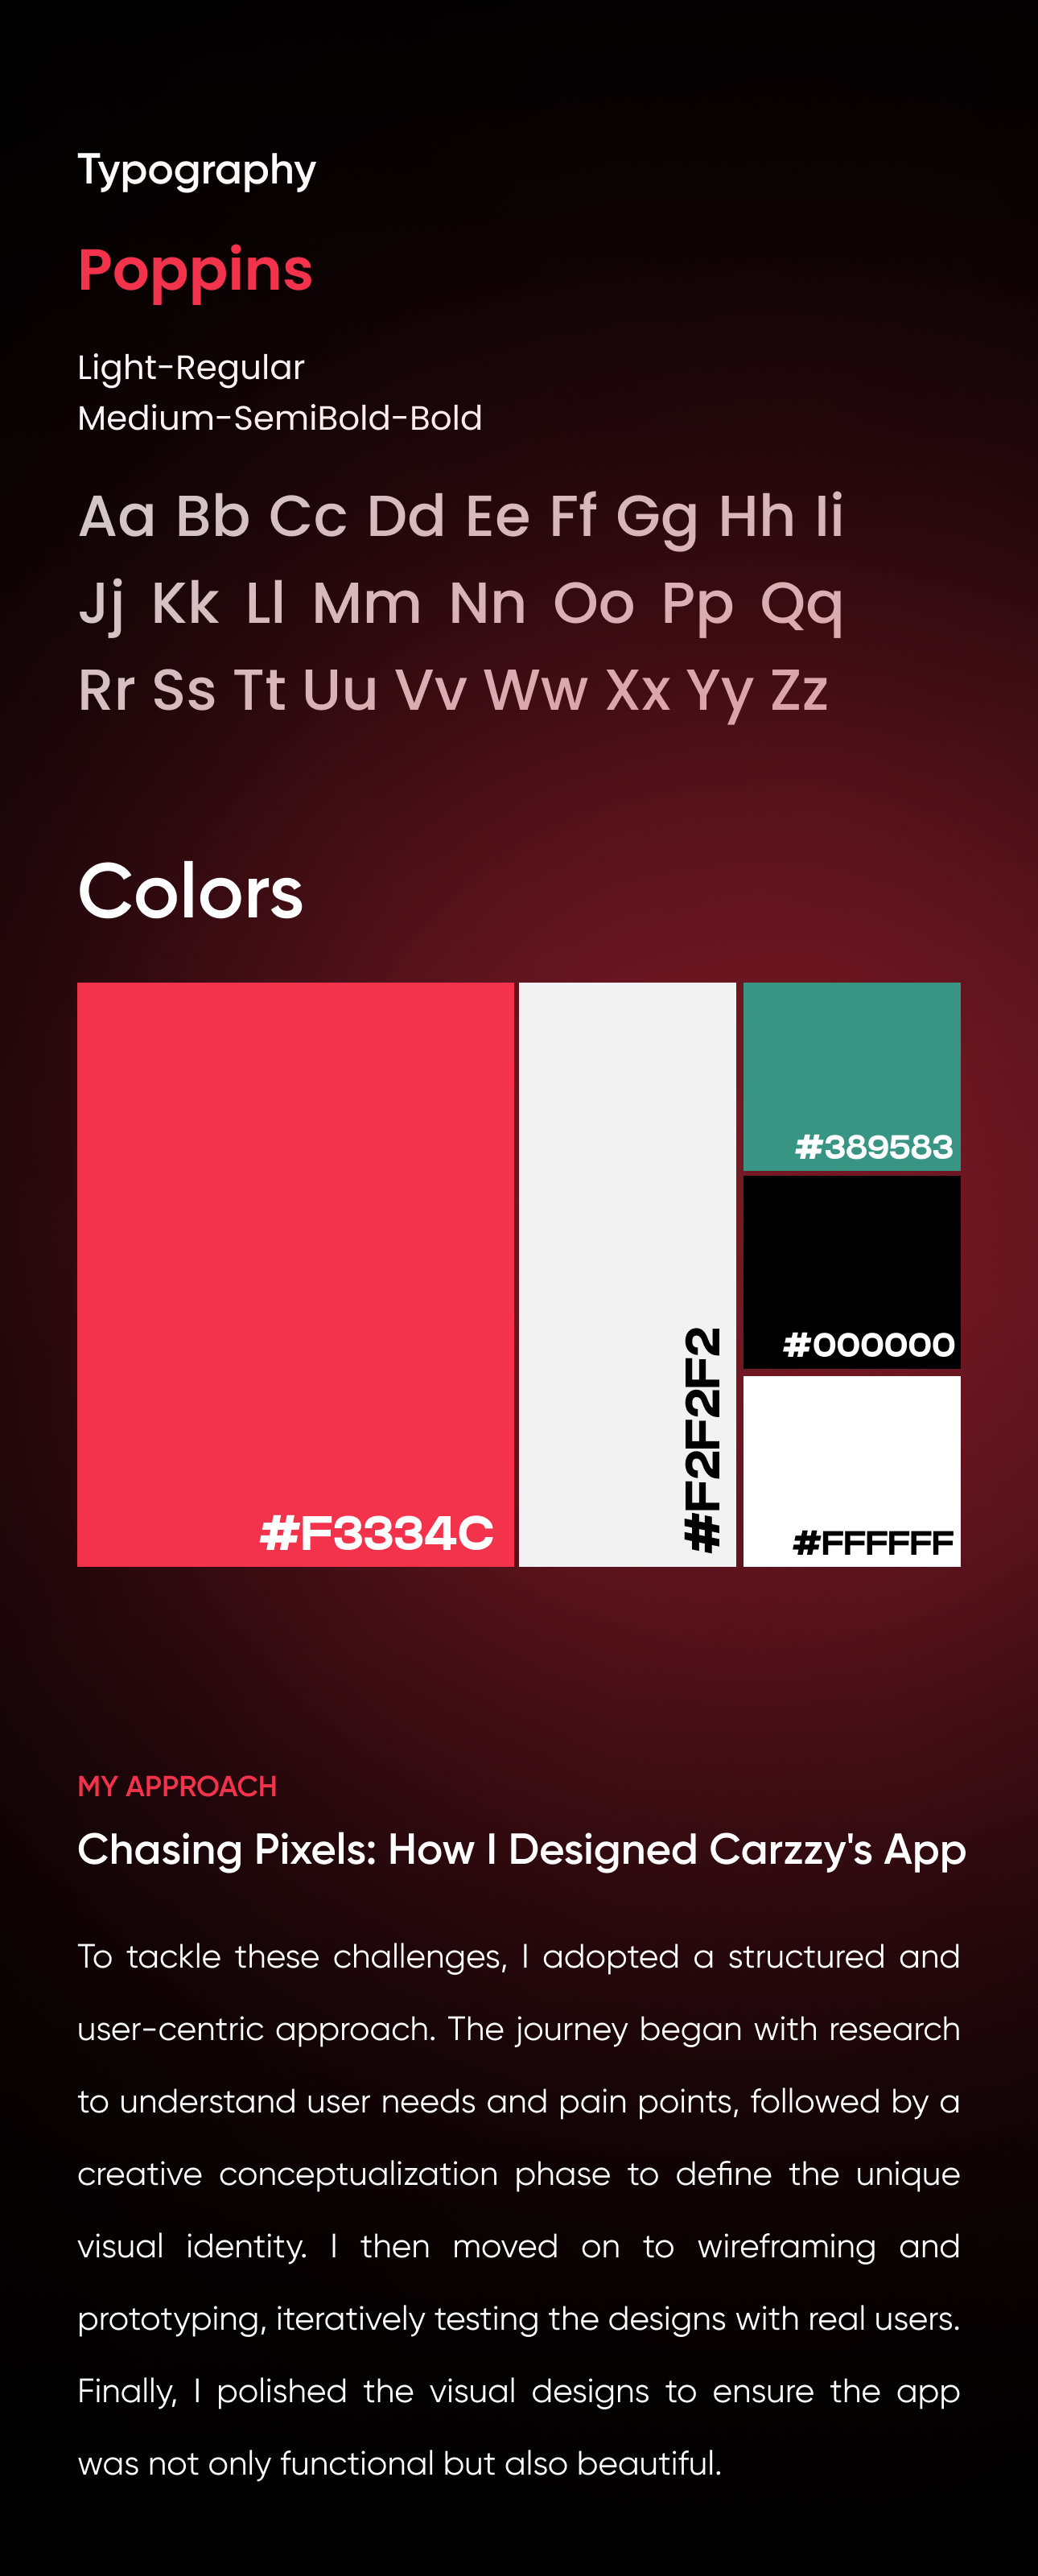 Typography
Poppins
Light-Regular
Medium-SemiBold-Bold
Aa Bb Cc Dd Ee Ff Gg Hh Ii
Jj Kk Ll Mm Nn Oo Pp Qq
Rr Ss Tt Uu Vv Ww Xx Yy Zz
Colors
#F3334C
#F2F2F2
#389583
#000000
#FFFFFF
MY APPROACH
Chasing Pixels: How I Designed Carzzy's App
To tackle these challenges, I adopted a structured and
user-centric approach. The journey began with research
to understand user needs and pain points, followed by a
creative conceptualization phase to define the unique
visual identity. I then moved on to wireframing and
prototyping, iteratively testing the designs with real users.
Finally, I polished the visual designs to ensure the app
was not only functional but also beautiful.